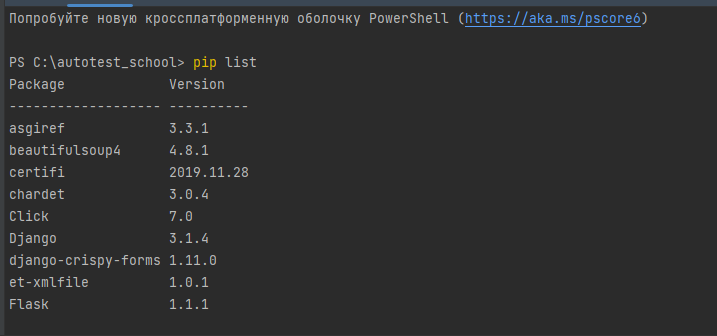 Попробуйте новую кроссплатформенную оболочку PowerShell (https://aka.ms/pscore6)
PS C:\autotest_school> pip list
Package Version
------------------- ----------
asgiref 3.3.1
beautifulsoup4 4.8.1
certifi 2019.11.28
chardet 3.0.4
Click 7.0
Django 3.1.4
django-crispy-forms 1.11.0
et-xmlfile 1.0.1
Flask 1.1.1